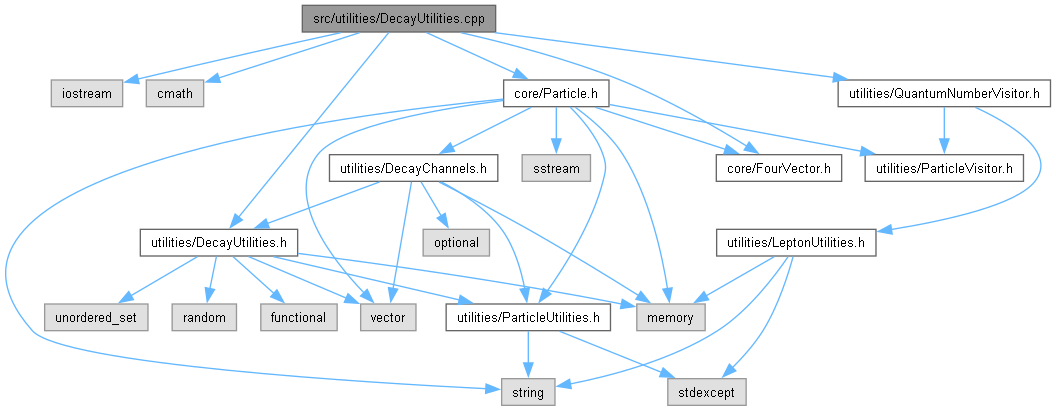 src/utilities/DecayUtilities.cpp
iostream
cmath
core/Particle.h
utilities/QuantumNumberVisitor.h
utilities/DecayChannels.h
sstream
core/FourVector.h
utilities/ParticleVisitor.h
utilities/DecayUtilities.h
optional
utilities/LeptonUtilities.h
unordered_set
random
functional
vector
utilities/ParticleUtilities.h
memory
string
stdexcept